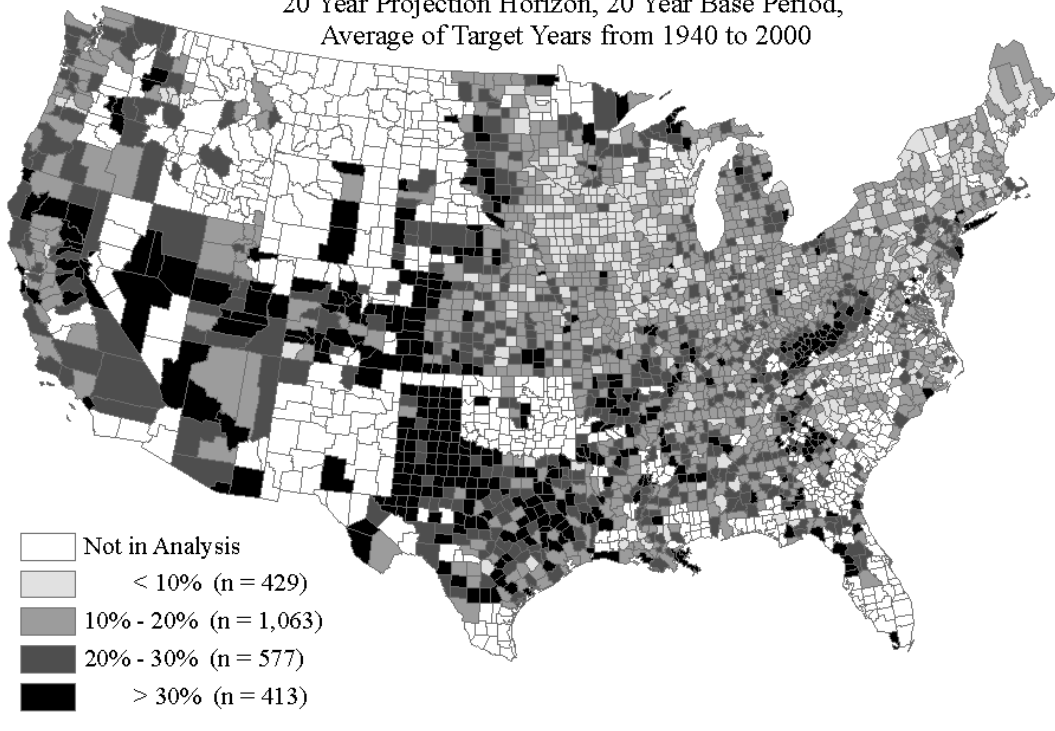 20 Year Projection Horizon, 20 Year Base Period,
Average of Target Years from 1940 to 2000
Not in Analysis
< 10% (n = 429)
10% - 20% (n = 1,063)
20% - 30% (n = 577)
> 30% (n = 413)